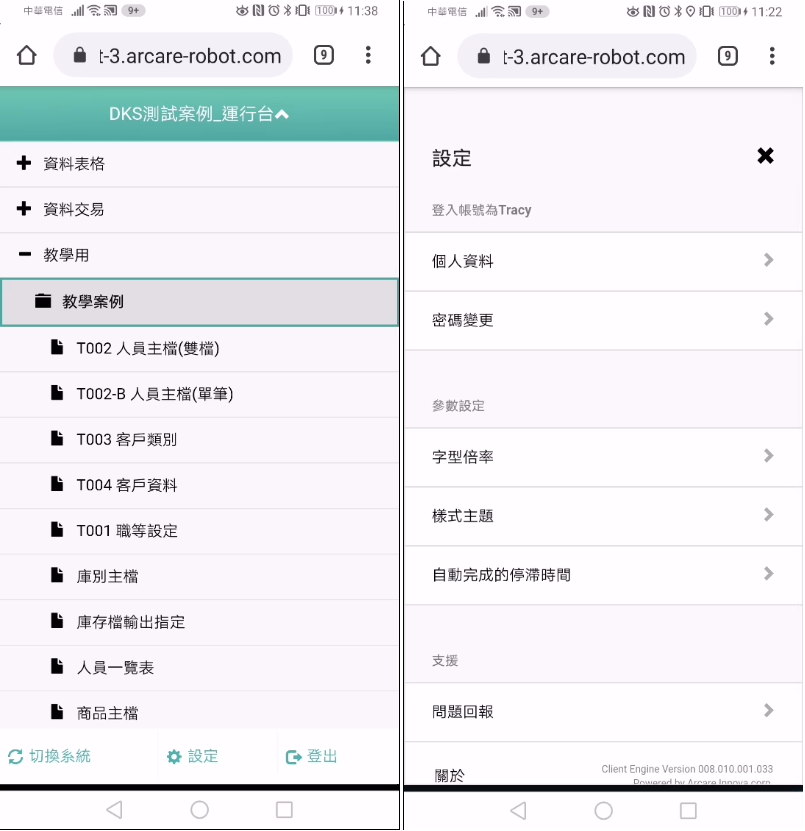 中華電信 9+ 100 11:38
t-3.arcare-robot.com 9
DKS測試案例_運行台
資料表格
資料交易
教學用
教學案例
T002 人員主檔(雙檔)
T002-B 人員主檔(單筆)
T003 客戶類別
T004 客戶資料
T001 職等設定
庫別主檔
庫存檔輸出指定
人員一覽表
商品主檔
切換系統 設定 登出
中華電信 9+ 100 11:22
t-3.arcare-robot.com 9
設定
登入帳號為Tracy
個人資料
密碼變更
參數設定
字型倍率
樣式主題
自動完成的停滯時間
支援
問題回報
關於
Client Engine Version 008.010.001.033
Powered by Arcare Innova corp.